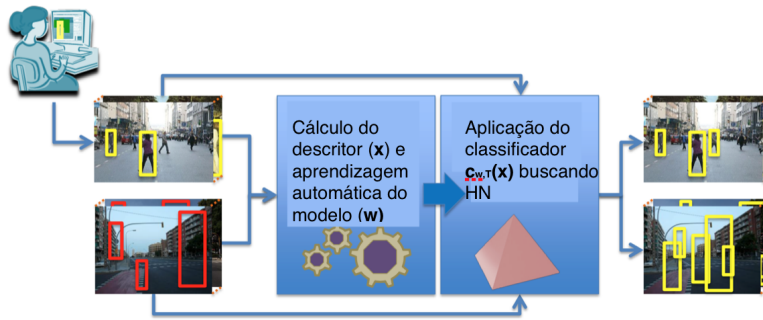 Cálculo do
descritor (x) e
aprendizagem
automática do
modelo (w)
Aplicação do
classificador
cw,T(x) buscando
HN